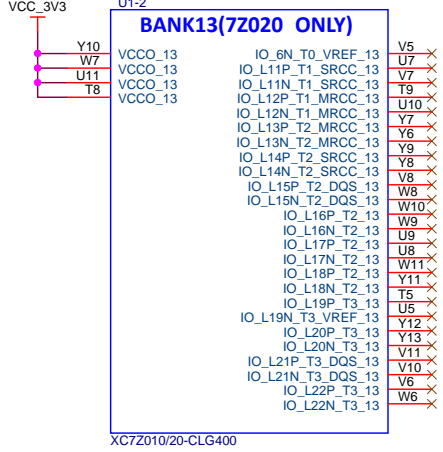 VCC_3V3
U1-2
BANK13(7Z020 ONLY)
Y10 VCCO_13 IO_6N_T0_VREF_13 V5
W7 VCCO_13 IO_L11P_T1_SRCC_13 U7
U11 VCCO_13 IO_L11N_T1_SRCC_13 V7
T8 VCCO_13 IO_L12P_T1_MRCC_13 T9
IO_L12N_T1_MRCC_13 U10
IO_L13P_T2_MRCC_13 Y7
IO_L13N_T2_MRCC_13 Y6
IO_L14P_T2_SRCC_13 Y9
IO_L14N_T2_SRCC_13 Y8
IO_L15P_T2_DQS_13 V8
IO_L15N_T2_DQS_13 W8
IO_L16P_T2_13 W10
IO_L16N_T2_13 W9
IO_L17P_T2_13 U9
IO_L17N_T2_13 U8
IO_L18P_T2_13 W11
IO_L18N_T2_13 Y11
IO_L19P_T3_13 T5
IO_L19N_T3_VREF_13 U5
IO_L20P_T3_13 Y12
IO_L20N_T3_13 Y13
IO_L21P_T3_DQS_13 V11
IO_L21N_T3_DQS_13 V10
IO_L22P_T3_13 V6
IO_L22N_T3_13 W6
XC7Z010/20-CLG400